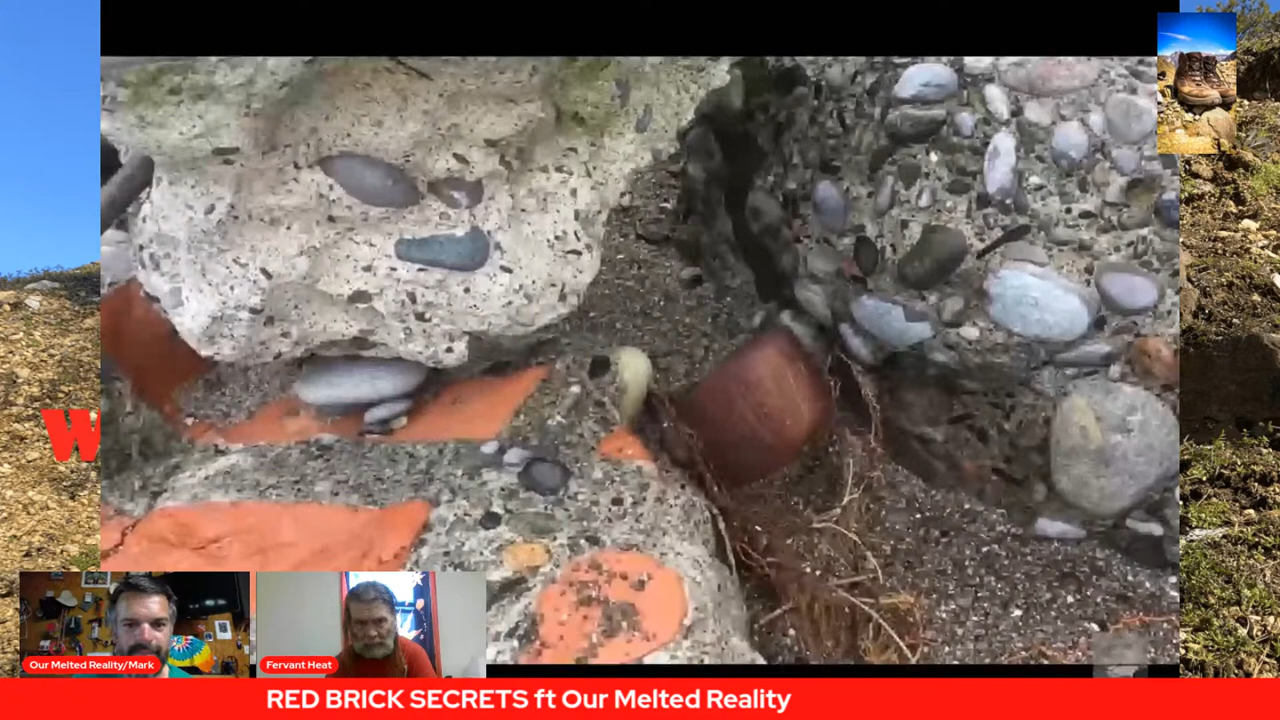 W
Our Melted Reality/Mark
Fervant Heat
RED BRICK SECRETS ft Our Melted Reality